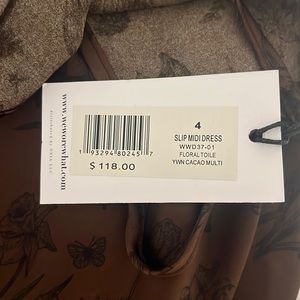 www.weworewhat.com
4
SLIP MIDI DRESS
WWD37-01
FLORAL TOILE
YWN CACAO MULTI
1 93294 80245 7
$ 118.00